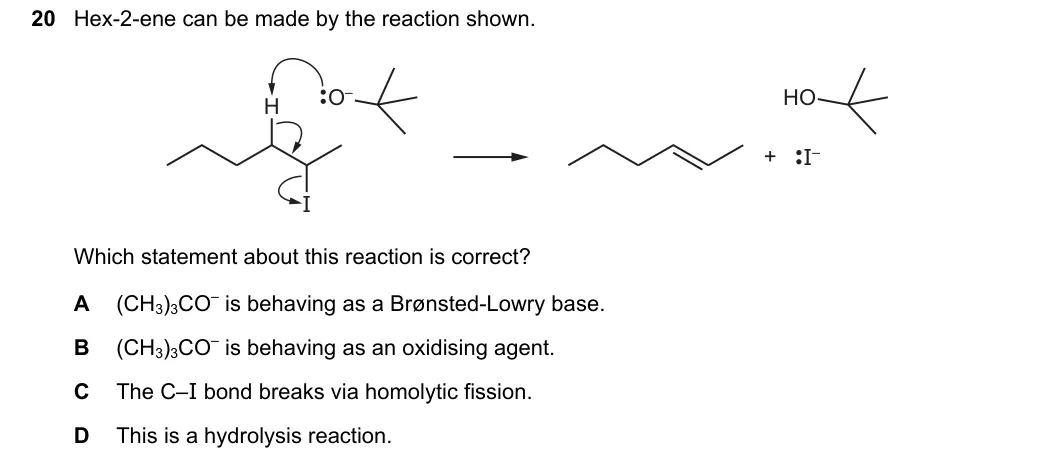 20 Hex-2-ene can be made by the reaction shown.
H :O⁻ HO
+ :I⁻
I
Which statement about this reaction is correct?
A (CH₃)₃CO⁻ is behaving as a Brønsted-Lowry base.
B (CH₃)₃CO⁻ is behaving as an oxidising agent.
C The C–I bond breaks via homolytic fission.
D This is a hydrolysis reaction.